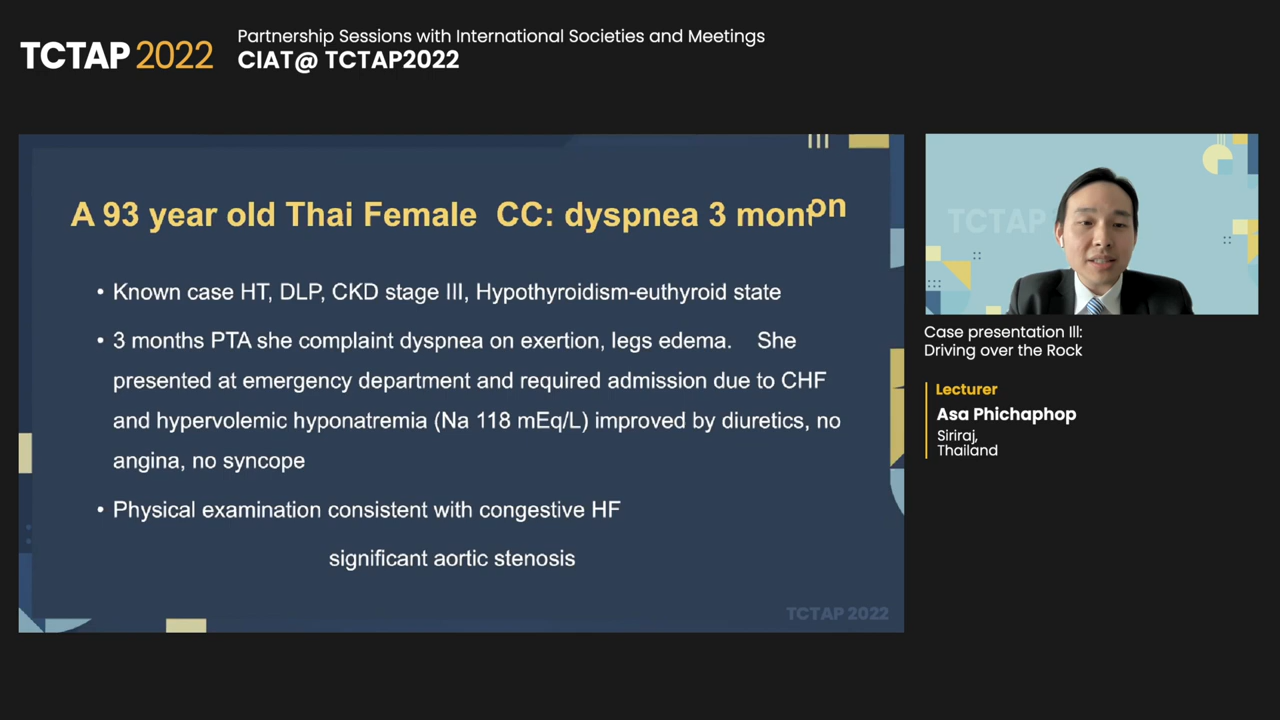 TCTAP 2022
Partnership Sessions with International Societies and Meetings
CIAT@ TCTAP2022
A 93 year old Thai Female CC: dyspnea 3 mont
on
• Known case HT, DLP, CKD stage III, Hypothyroidism-euthyroid state
• 3 months PTA she complaint dyspnea on exertion, legs edema. She
presented at emergency department and required admission due to CHF
and hypervolemic hyponatremia (Na 118 mEq/L) improved by diuretics, no
angina, no syncope
• Physical examination consistent with congestive HF
significant aortic stenosis
TCTAP 2022
TCTAP
Case presentation III:
Driving over the Rock
Lecturer
Asa Phichaphop
Siriraj,
Thailand